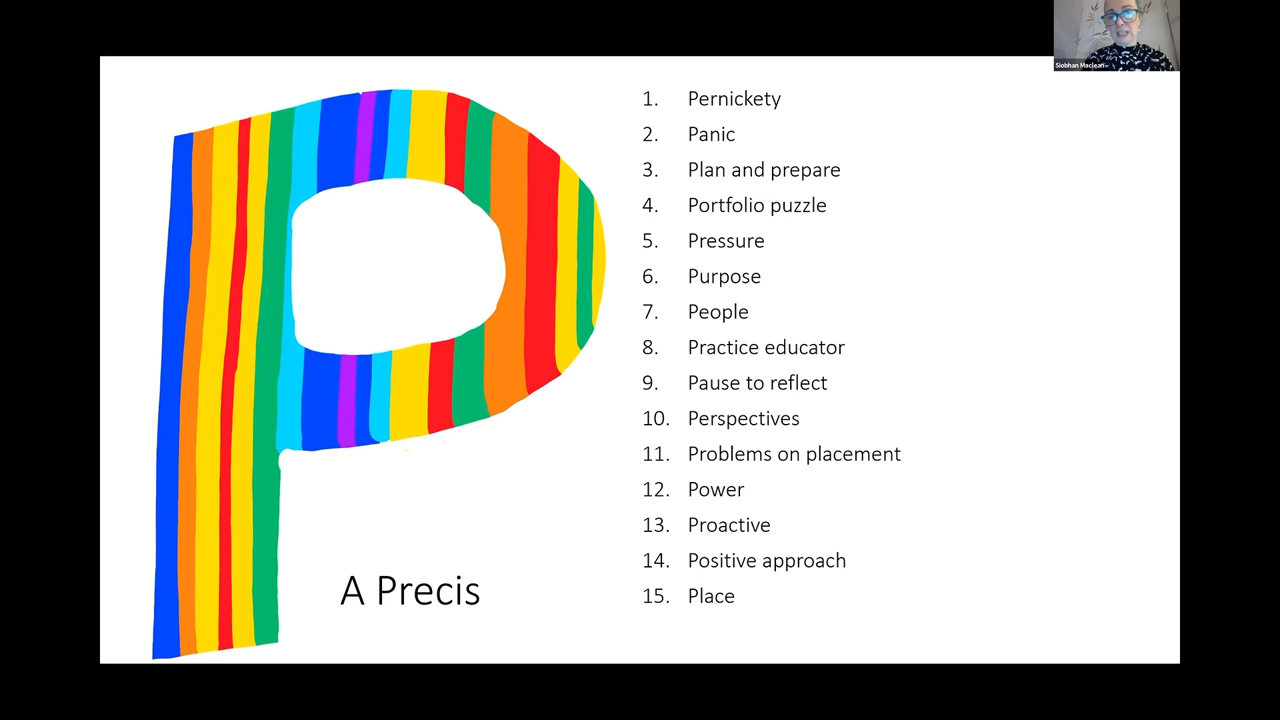 Siobhan Maclean
1. Pernickety
2. Panic
3. Plan and prepare
4. Portfolio puzzle
5. Pressure
6. Purpose
7. People
8. Practice educator
9. Pause to reflect
10. Perspectives
11. Problems on placement
12. Power
13. Proactive
14. Positive approach
15. Place
A Precis